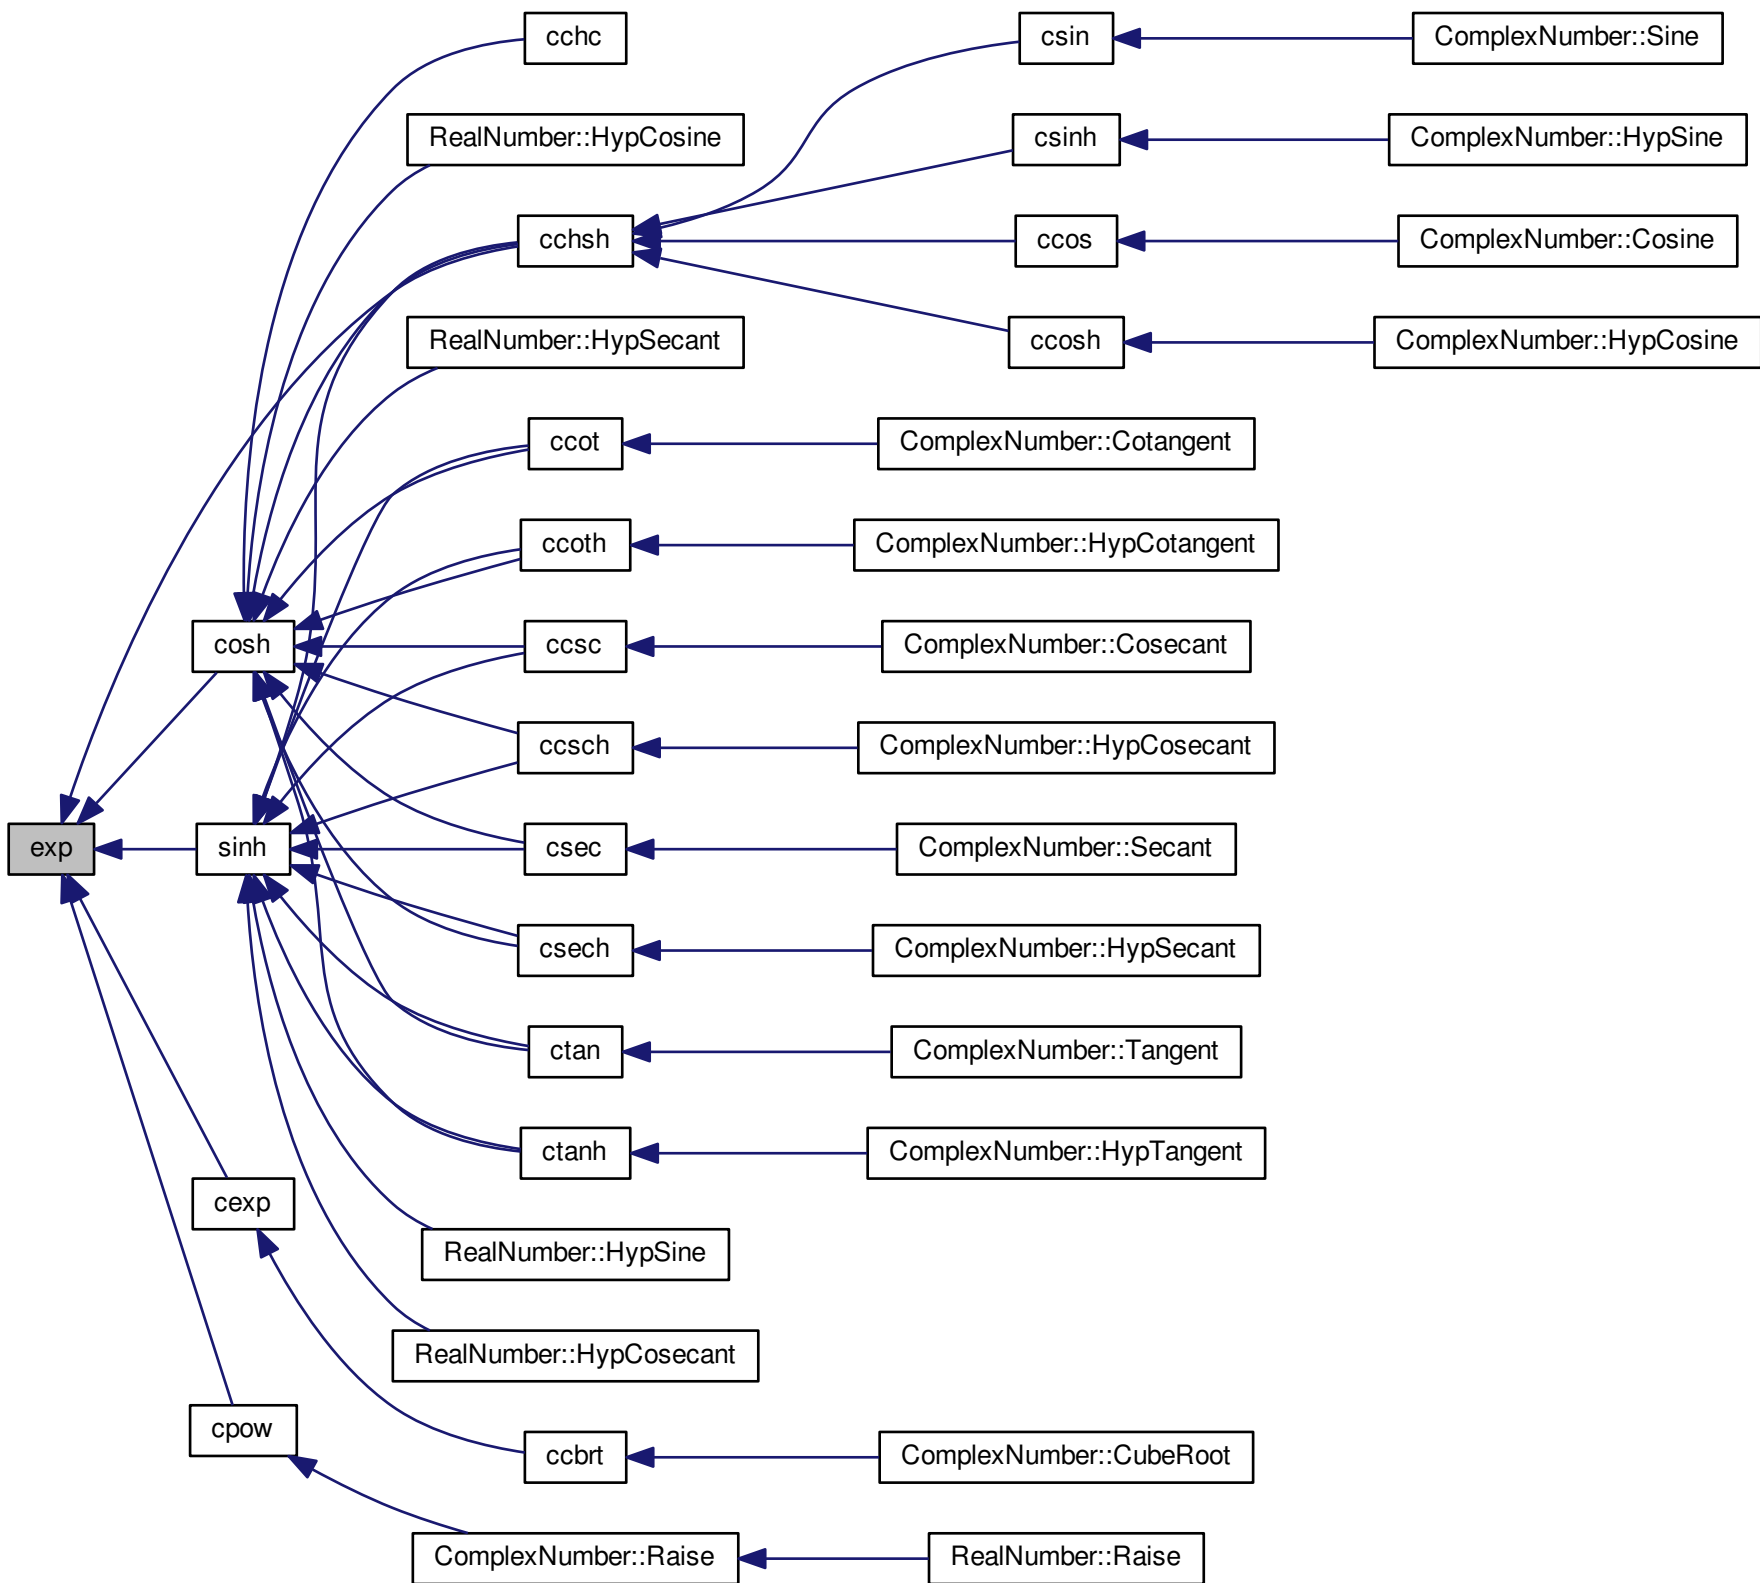 cchc
csin
ComplexNumber::Sine
RealNumber::HypCosine
csinh
ComplexNumber::HypSine
cchsh
ccos
ComplexNumber::Cosine
RealNumber::HypSecant
ccosh
ComplexNumber::HypCosine
ccot
ComplexNumber::Cotangent
ccoth
ComplexNumber::HypCotangent
cosh
ccsc
ComplexNumber::Cosecant
ccsch
ComplexNumber::HypCosecant
exp
sinh
csec
ComplexNumber::Secant
csech
ComplexNumber::HypSecant
ctan
ComplexNumber::Tangent
ctanh
ComplexNumber::HypTangent
cexp
RealNumber::HypSine
RealNumber::HypCosecant
cpow
ccbrt
ComplexNumber::CubeRoot
ComplexNumber::Raise
RealNumber::Raise